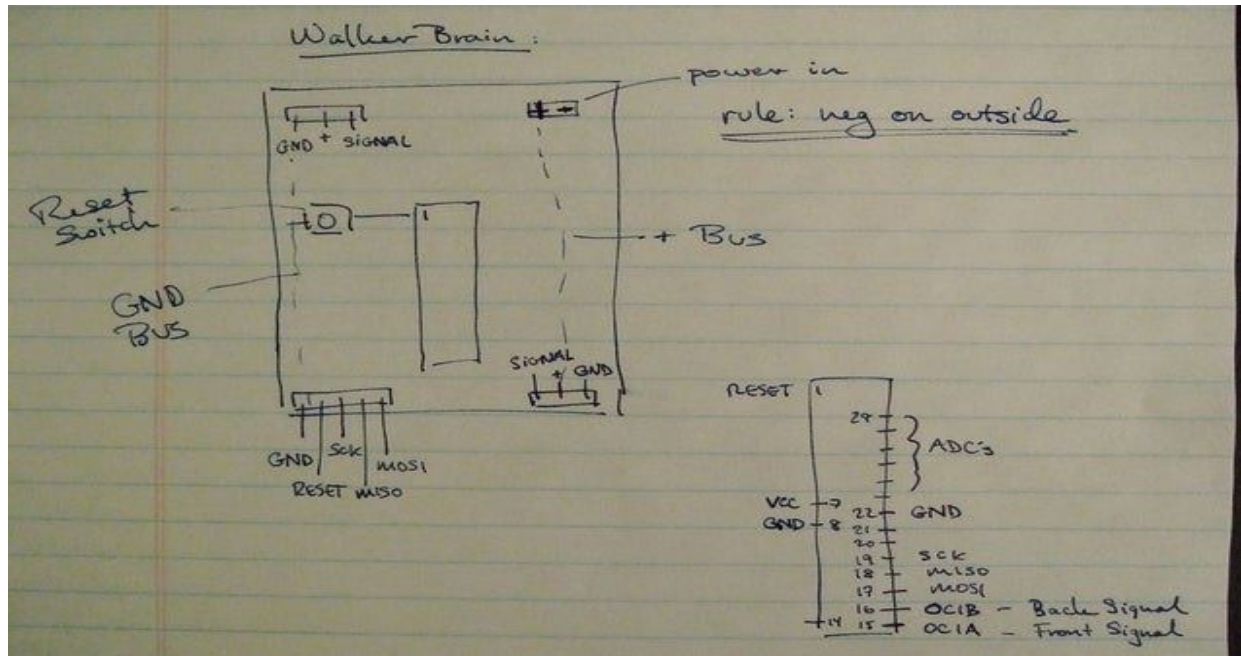 Walker Brain:
power in
rule: neg on outside
GND + SIGNAL
Reset
Switch
1
+ Bus
GND
BUS
SIGNAL
+ GND
GND SCK MOSI
RESET MISO
RESET 1
28
ADC's
VCC 7
22 GND
GND 8
21
20
19 SCK
18 MISO
17 MOSI
16 OC1B - Back Signal
14 15 OC1A - Front Signal